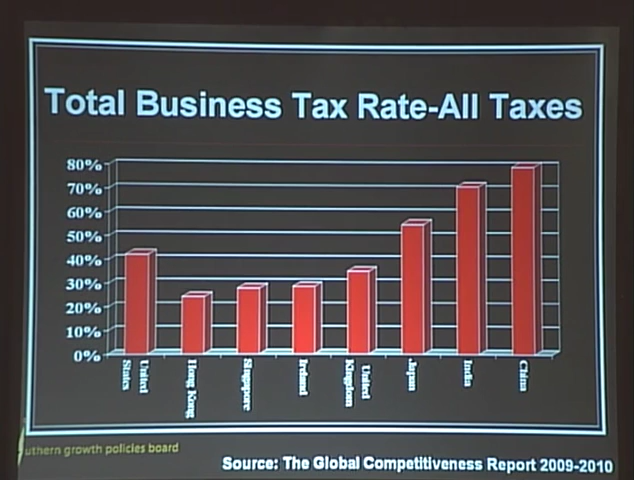 Total Business Tax Rate-All Taxes
80%
70%
60%
50%
40%
30%
20%
10%
0%
United
States
Hong Kong
Singapore
Ireland
United
Kingdom
Japan
India
China
uthern growth policies board
Source: The Global Competitiveness Report 2009-2010